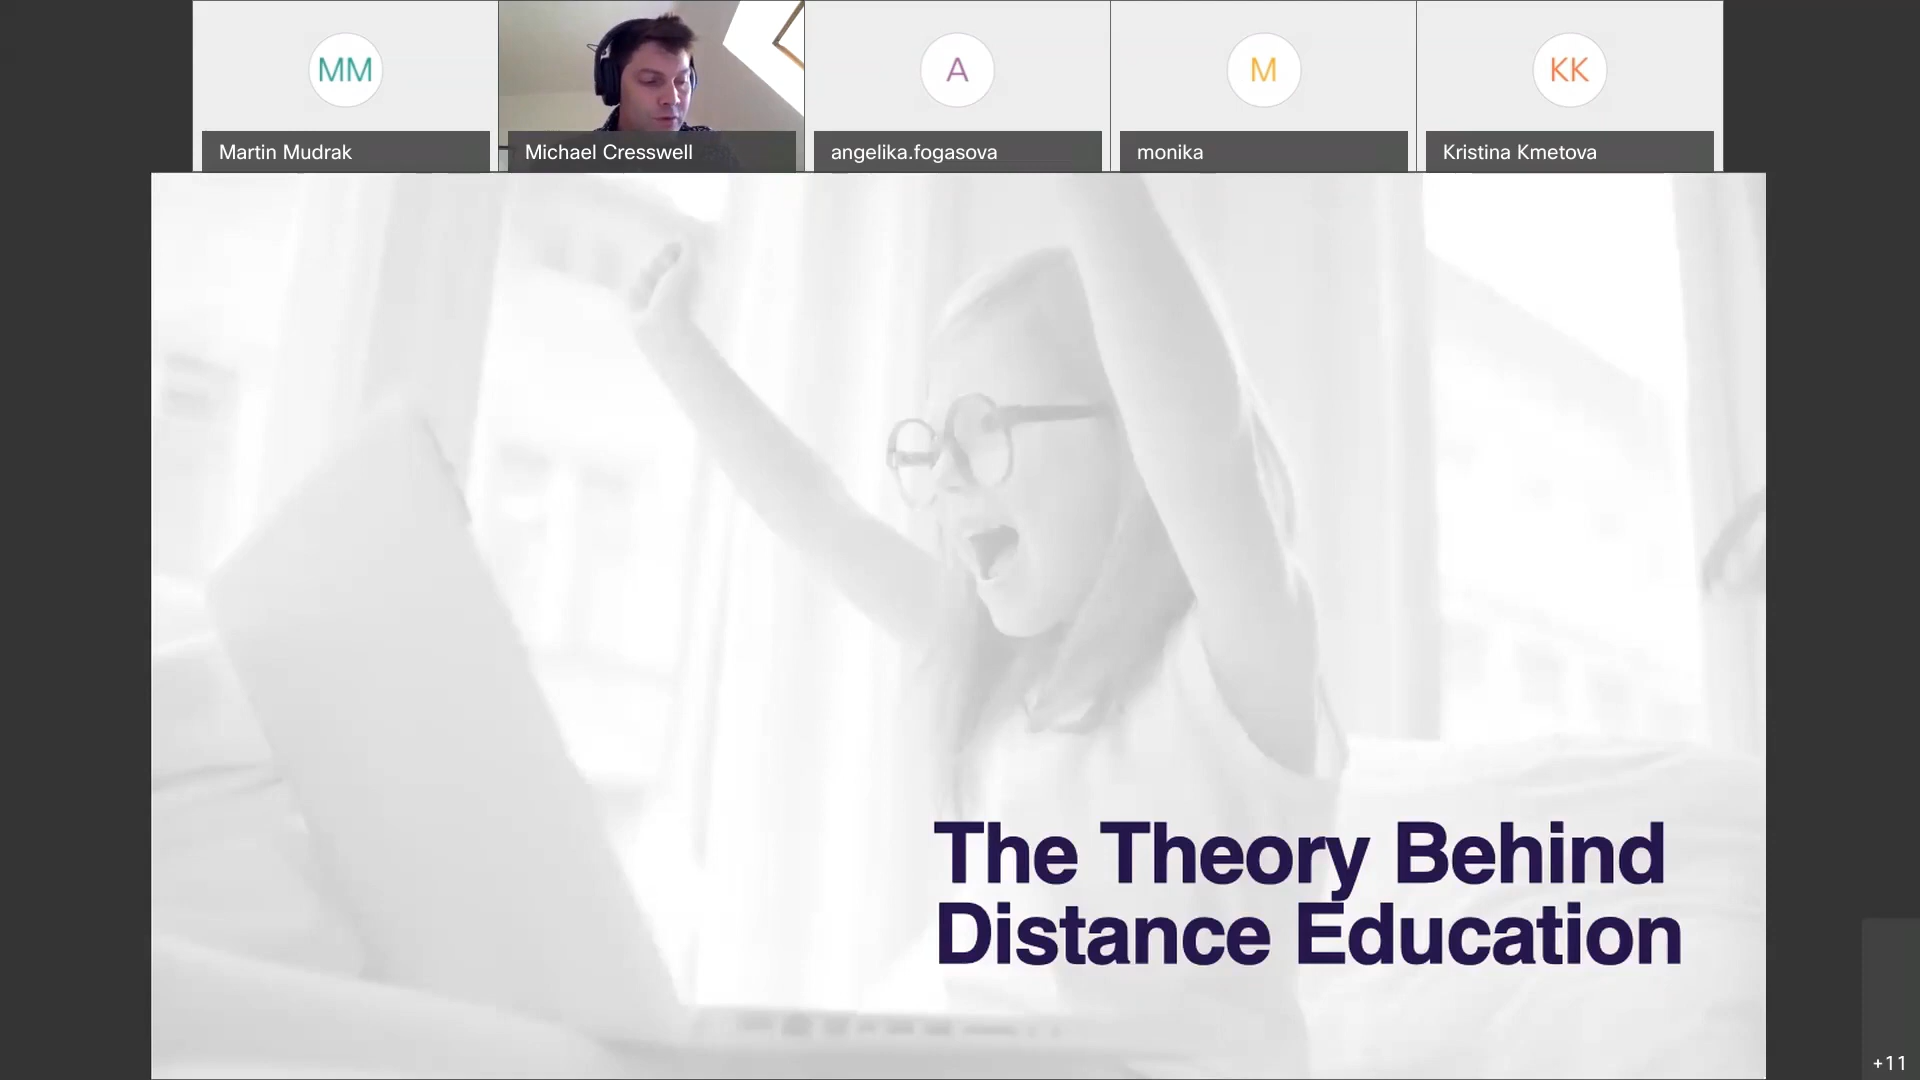 MM
A
M
KK
Martin Mudrak
Michael Cresswell
angelika.fogasova
monika
Kristina Kmetova
The Theory Behind
Distance Education
+11